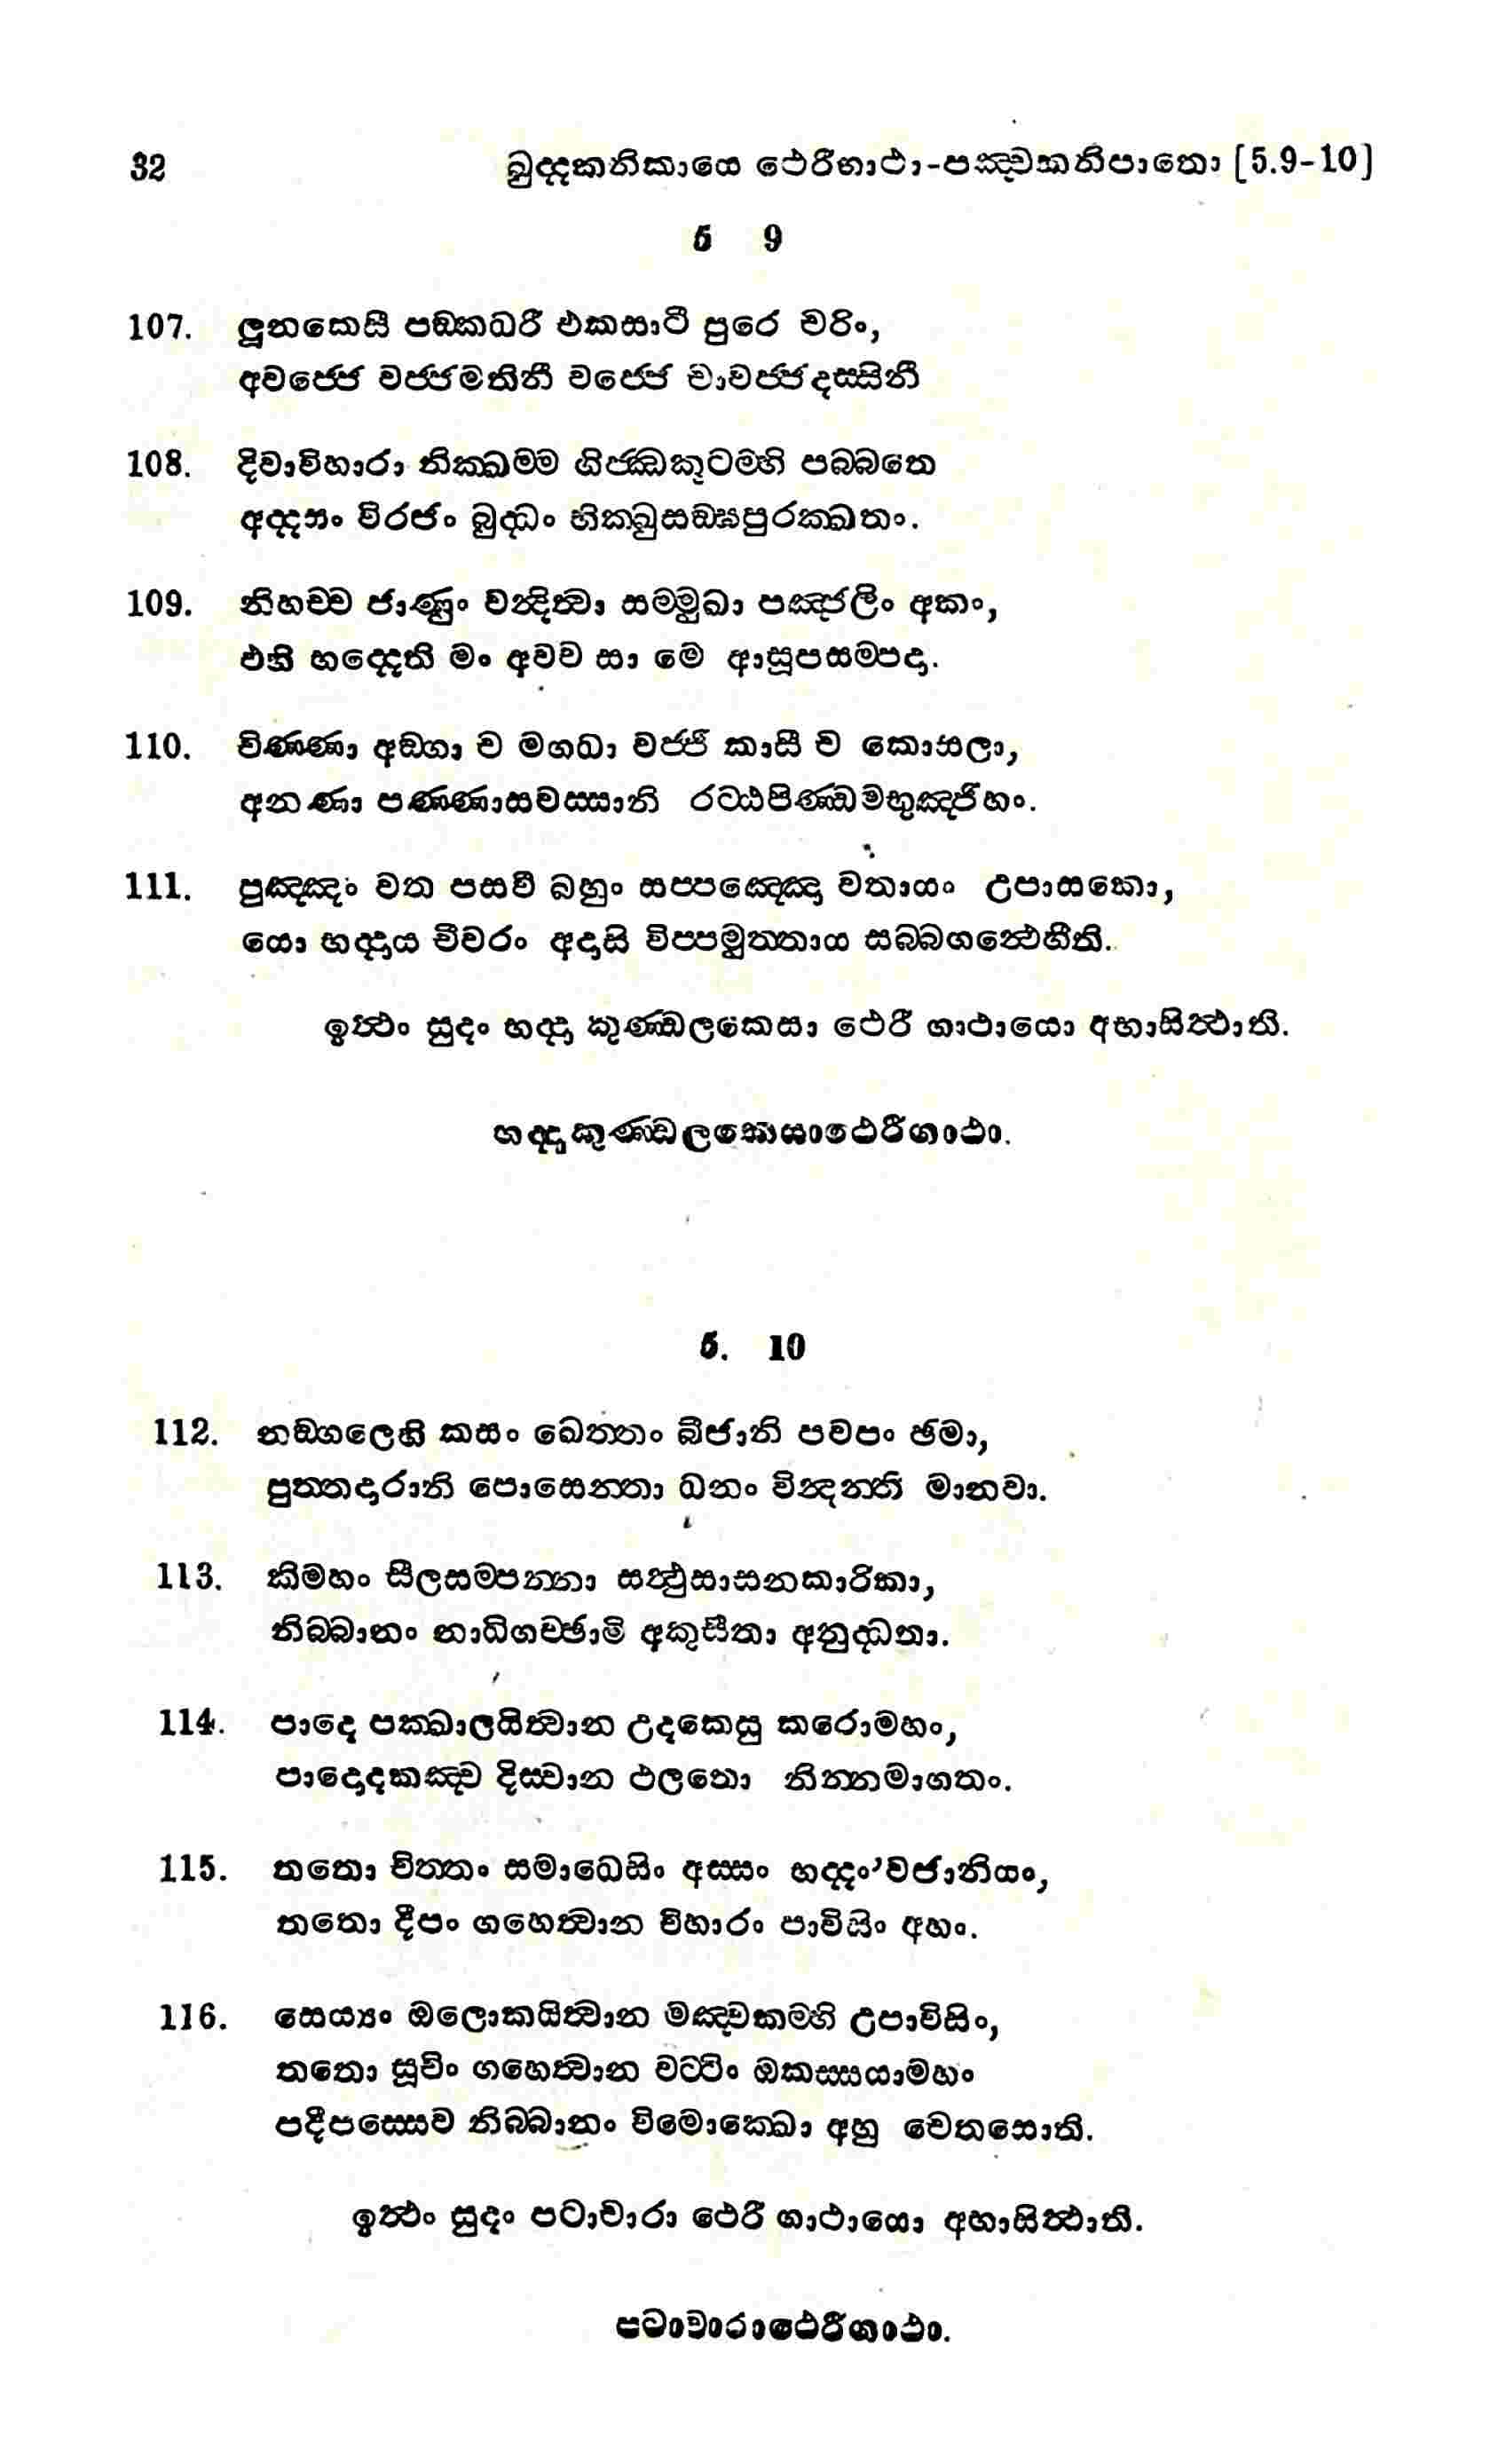 32 ඛුද්දකනිකායෙ ථෙරීගාථා-පඤ්චකනිපාතො [5.9-10]
5 9
107. ලූනකෙසී පඞ්කධරී එකසාටී පුරෙ චරිං,
අවජ්ජෙ වජ්ජමතිනී වජ්ජෙ චාවජ්ජදස්සිනී
108. දිවාවිහාරා නික්ඛම්ම ගිජ්ඣකූටම්හි පබ්බතෙ
අද්දසං විරජං බුද්ධං භික්ඛුසඞ්ඝපුරක්ඛතං.
109. නිහච්ච ජාණුං වන්දිත්වා සම්මුඛා පඤ්ජලිං අකං,
එහි භද්දෙති මං අවච සා මෙ ආසූපසම්පදා.
110. චිණ්ණා අඞ්ගා ච මගධා වජ්ජී කාසී ච කොසලා,
අනණා පණ්ණාසවස්සානි රට්ඨපිණ්ඩමභුඤ්ජිහං.
111. පුඤ්ඤං වත පසවී බහුං සප්පඤ්ඤො වතායං උපාසකො,
යො භද්දාය චීවරං අදාසි විප්පමුත්තාය සබ්බගන්ථෙහීති.
ඉත්ථං සුදං භද්දා කුණ්ඩලකෙසා ථෙරී ගාථායො අභාසිත්ථාති.
භද්දාකුණ්ඩලකෙසාථෙරීගාථා.
5. 10
112. නඞ්ගලෙහි කසං ඛෙත්තං බීජානි පවපං ඡමා,
පුත්තදාරානි පොසෙන්තා ධනං වින්දන්ති මානවා.
113. කිමහං සීලසම්පන්නා සත්ථුසාසනකාරිකා,
නිබ්බානං නාධිගච්ඡාමි අකුසීතා අනුද්ධතා.
114. පාදෙ පක්ඛාලයිත්වාන උදකෙසු කරොමහං,
පාදොදකඤ්ච දිස්වාන ථලතො නින්නමාගතං.
115. තතො චිත්තං සමාධෙසිං අස්සං භද්දං'වජානියං,
තතො දීපං ගහෙත්වාන විහාරං පාවිසිං අහං.
116. සෙය්‍යං ඔලොකයිත්වාන මඤ්චකම්හි උපාවිසිං,
තතො සූචිං ගහෙත්වාන වට්ටිං ඔකස්සයාමහං
පදීපස්සෙව නිබ්බානං විමොක්ඛො අහු චෙතසොති.
ඉත්ථං සුදං පටාචාරා ථෙරී ගාථායො අභාසිත්ථාති.
පටාචාරාථෙරීගාථා.